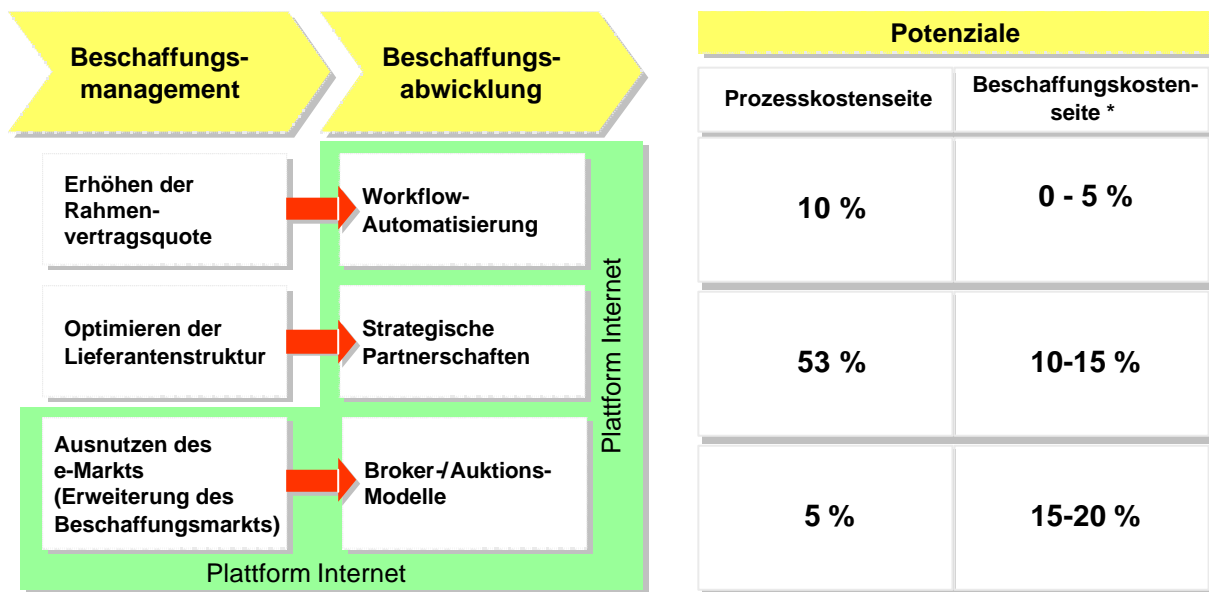 Beschaffungs-
management
Beschaffungs-
abwicklung
Erhöhen der
Rahmen-
vertragsquote
Workflow-
Automatisierung
Optimieren der
Lieferantenstruktur
Strategische
Partnerschaften
Ausnutzen des
e-Markts
(Erweiterung des
Beschaffungsmarkts)
Broker-/Auktions-
Modelle
Plattform Internet
Plattform Internet
Potenziale
Prozesskostenseite
Beschaffungskosten-
seite *
10 %
0 - 5 %
53 %
10-15 %
5 %
15-20 %